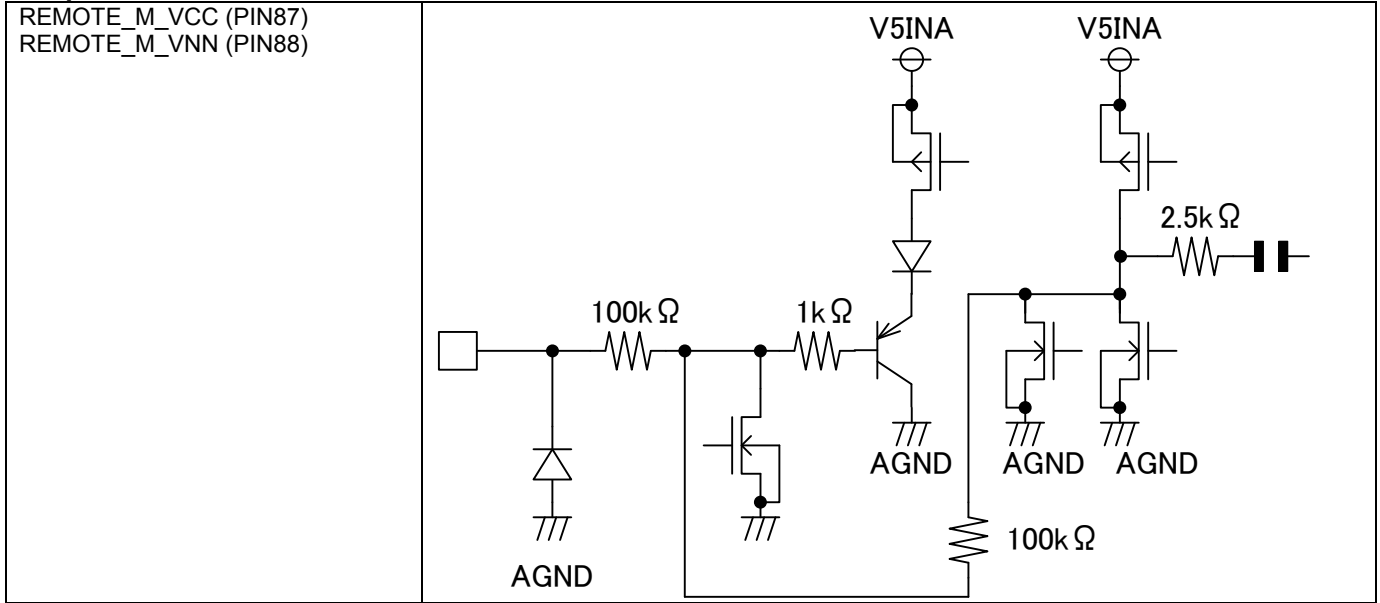 REMOTE_M_VCC (PIN87)
REMOTE_M_VNN (PIN88)
V5INA
V5INA
2.5kΩ
100kΩ
1kΩ
AGND
AGND
AGND
100kΩ
AGND